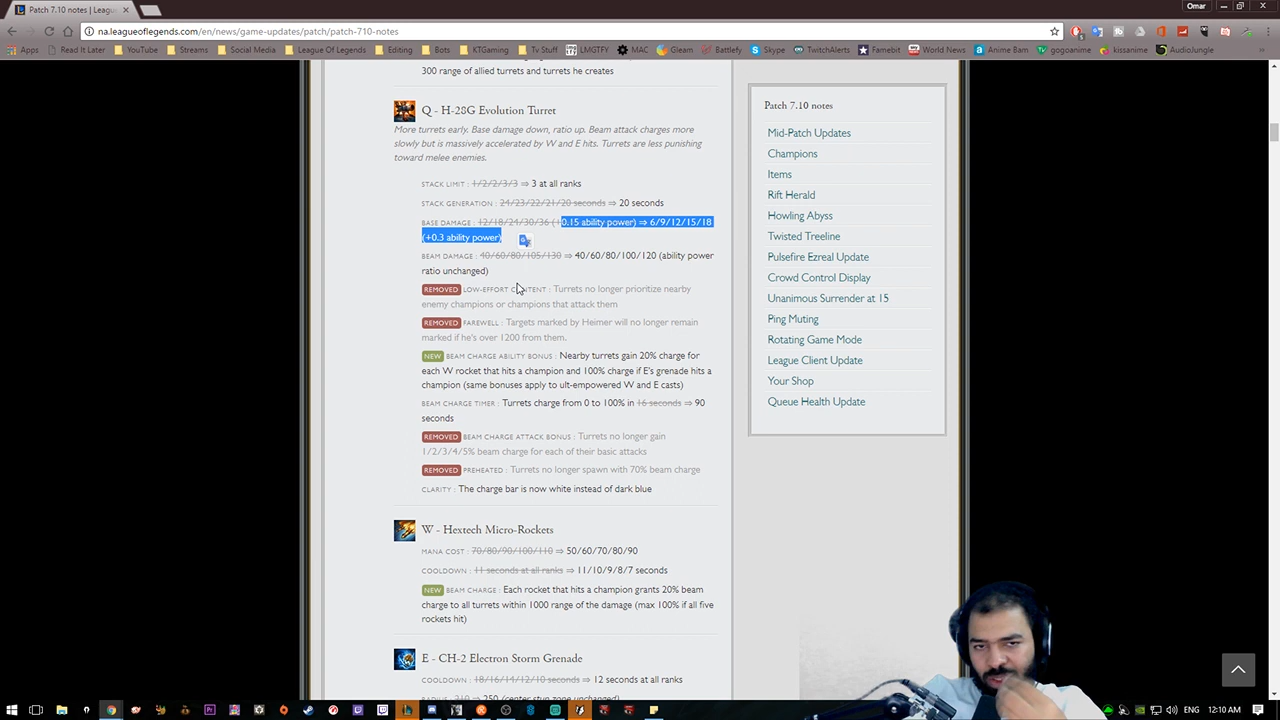 Patch 7.10 notes | League
Omar
na.leagueoflegends.com/en/news/game-updates/patch/patch-710-notes
Apps
Read It Later
YouTube
Streams
Social Media
League Of Legends
Editing
Bots
KTGaming
Tv Stuff
LMGTFY
MAC
Gleam
Battlefy
Skype
TwitchAlerts
Famebit
World News
Anime Bam
gogoanime
kissanime
AudioJungle
300 range of allied turrets and turrets he creates
Q - H-28G Evolution Turret
More turrets early. Base damage down, ratio up. Beam attack charges more
slowly but is massively accelerated by W and E hits. Turrets are less punishing
toward melee enemies.
STACK LIMIT : 1/2/2/3/3 ⇒ 3 at all ranks
STACK GENERATION : 24/23/22/21/20 seconds ⇒ 20 seconds
BASE DAMAGE : 12/18/24/30/36 (+0.15 ability power) ⇒ 6/9/12/15/18
(+0.3 ability power)
BEAM DAMAGE : 40/60/80/105/130 ⇒ 40/60/80/100/120 (ability power
ratio unchanged)
REMOVED LOW-EFFORT CONTENT : Turrets no longer prioritize nearby
enemy champions or champions that attack them
REMOVED FAREWELL : Targets marked by Heimer will no longer remain
marked if he's over 1200 from them.
NEW BEAM CHARGE ABILITY BONUS : Nearby turrets gain 20% charge for
each W rocket that hits a champion and 100% charge if E's grenade hits a
champion (same bonuses apply to ult-empowered W and E casts)
BEAM CHARGE TIMER : Turrets charge from 0 to 100% in 16 seconds ⇒ 90
seconds
REMOVED BEAM CHARGE ATTACK BONUS : Turrets no longer gain
1/2/3/4/5% beam charge for each of their basic attacks
REMOVED PREHEATED : Turrets no longer spawn with 70% beam charge
CLARITY : The charge bar is now white instead of dark blue
W - Hextech Micro-Rockets
MANA COST : 70/80/90/100/110 ⇒ 50/60/70/80/90
COOLDOWN : 11 seconds at all ranks ⇒ 11/10/9/8/7 seconds
NEW BEAM CHARGE : Each rocket that hits a champion grants 20% beam
charge to all turrets within 1000 range of the damage (max 100% if all five
rockets hit)
E - CH-2 Electron Storm Grenade
COOLDOWN : 18/16/14/12/10 seconds ⇒ 12 seconds at all ranks
RADIUS : 210 ⇒ 250 (center stun zone unchanged)
Patch 7.10 notes
Mid-Patch Updates
Champions
Items
Rift Herald
Howling Abyss
Twisted Treeline
Pulsefire Ezreal Update
Crowd Control Display
Unanimous Surrender at 15
Ping Muting
Rotating Game Mode
League Client Update
Your Shop
Queue Health Update
12:10 AM